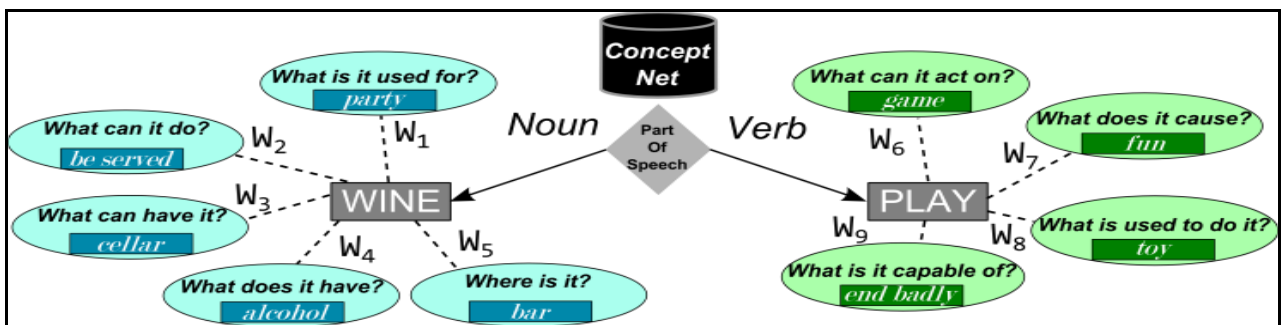 Concept
Net
Part
Of
Speech
Noun
Verb
What is it used for?
party
W1
What can it do?
be served
W2
What can have it?
cellar
W3
What does it have?
alcohol
W4
Where is it?
bar
W5
WINE
What can it act on?
game
W6
What does it cause?
fun
W7
What is used to do it?
toy
W8
What is it capable of?
end badly
W9
PLAY